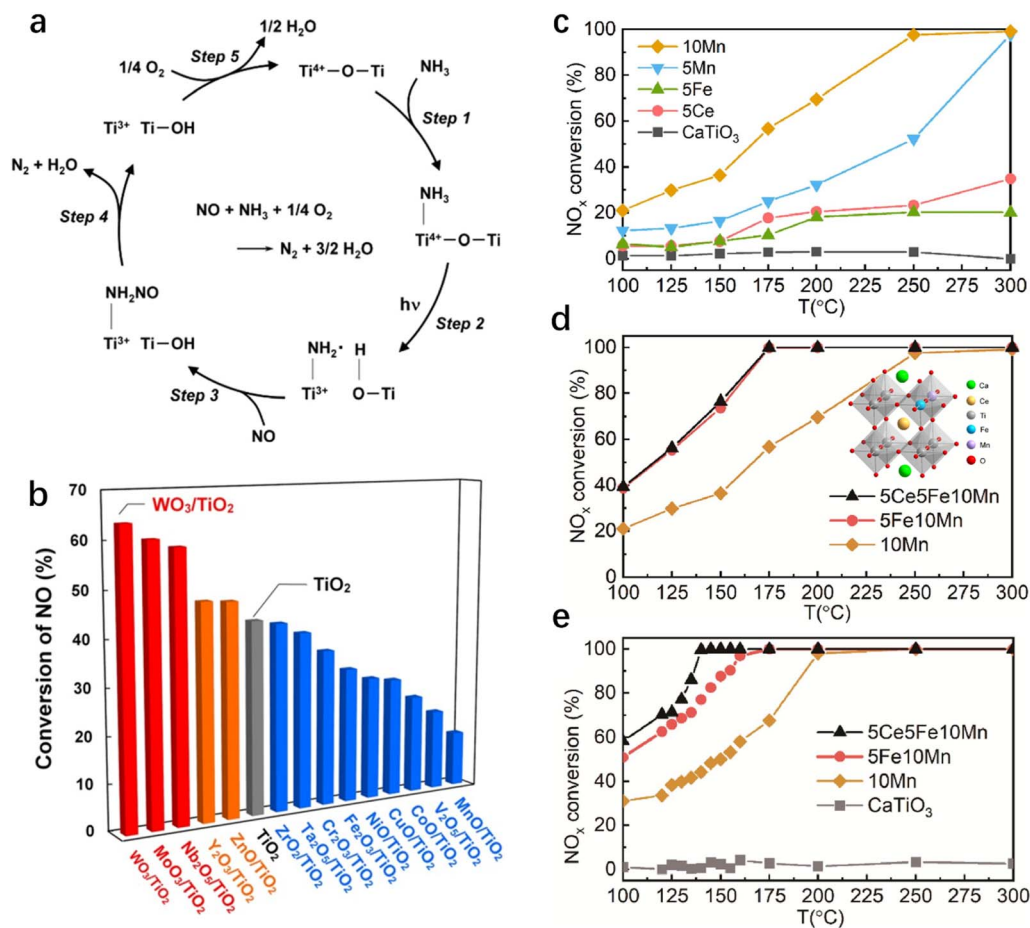 a
1/2 H₂O
1/4 O₂
Step 5
Ti⁴⁺–O–Ti
NH₃
Step 1
Ti³⁺ Ti–OH
N₂ + H₂O
Step 4
NO + NH₃ + 1/4 O₂
⟶ N₂ + 3/2 H₂O
NH₃
Ti⁴⁺–O–Ti
hν
Step 2
NH₂NO
Ti³⁺ Ti–OH
NH₂· H
Ti³⁺ O–Ti
Step 3
NO
b
Conversion of NO (%)
70
60
50
40
30
20
10
0
WO₃/TiO₂
TiO₂
WO₃/TiO₂
MoO₃/TiO₂
Nb₂O₅/TiO₂
Y₂O₃/TiO₂
ZnO/TiO₂
TiO₂
ZrO₂/TiO₂
Ta₂O₅/TiO₂
Cr₂O₃/TiO₂
Fe₂O₃/TiO₂
NiO/TiO₂
CuO/TiO₂
CoO/TiO₂
V₂O₅/TiO₂
MnO/TiO₂
c
NOₓ conversion (%)
100
80
60
40
20
0
10Mn
5Mn
5Fe
5Ce
CaTiO₃
100 125 150 175 200 225 250 275 300
T(°C)
d
NOₓ conversion (%)
100
80
60
40
20
0
Ca
Ce
Ti
Fe
Mn
O
5Ce5Fe10Mn
5Fe10Mn
10Mn
100 125 150 175 200 225 250 275 300
T(°C)
e
NOₓ conversion (%)
100
80
60
40
20
0
5Ce5Fe10Mn
5Fe10Mn
10Mn
CaTiO₃
100 125 150 175 200 225 250 275 300
T(°C)